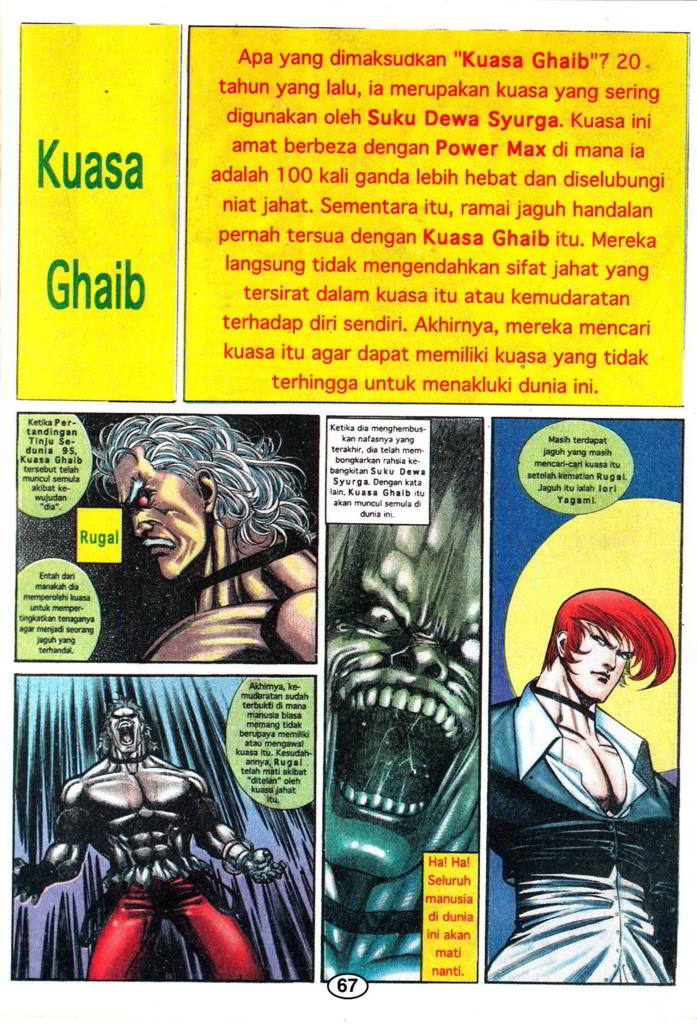 Kuasa
Ghaib
Apa yang dimaksudkan "Kuasa Ghaib"? 20
tahun yang lalu, ia merupakan kuasa yang sering
digunakan oleh Suku Dewa Syurga. Kuasa ini
amat berbeza dengan Power Max di mana ia
adalah 100 kali ganda lebih hebat dan diselubungi
niat jahat. Sementara itu, ramai jaguh handalan
pernah tersua dengan Kuasa Ghaib itu. Mereka
langsung tidak mengendahkan sifat jahat yang
tersirat dalam kuasa itu atau kemudaratan
terhadap diri sendiri. Akhirnya, mereka mencari
kuasa itu agar dapat memiliki kuasa yang tidak
terhingga untuk menakluki dunia ini.
Ketika Per-
tandingan
Tinju Se-
dunia 95,
Kuasa Ghaib
tersebut telah
muncul semula
akibat ke-
wujudan
"dia".
Rugal
Entah dari
manakah dia
memperolehi kuasa
untuk memper-
tingkatkan tenaganya
agar menjadi seorang
jaguh yang
terhandal.
Akhirnya, ke-
mudaratan sudah
terbukti di mana
manusia biasa
memang tidak
berupaya memiliki
atau mengawal
kuasa itu. Kesudah-
annya, Rugal
telah mati akibat
"ditelan" oleh
kuasa jahat
itu.
Ketika dia menghembus-
kan nafasnya yang
terakhir, dia telah mem-
bongkarkan rahsia ke-
bangkitan Suku Dewa
Syurga. Dengan kata
lain, Kuasa Ghaib itu
akan muncul semula di
dunia ini.
Ha! Ha!
Seluruh
manusia
di dunia
ini akan
mati
nanti.
Masih terdapat
jaguh yang masih
mencari-cari kuasa itu
setelah kematian Rugal.
Jaguh itu ialah Iori
Yagami.
67